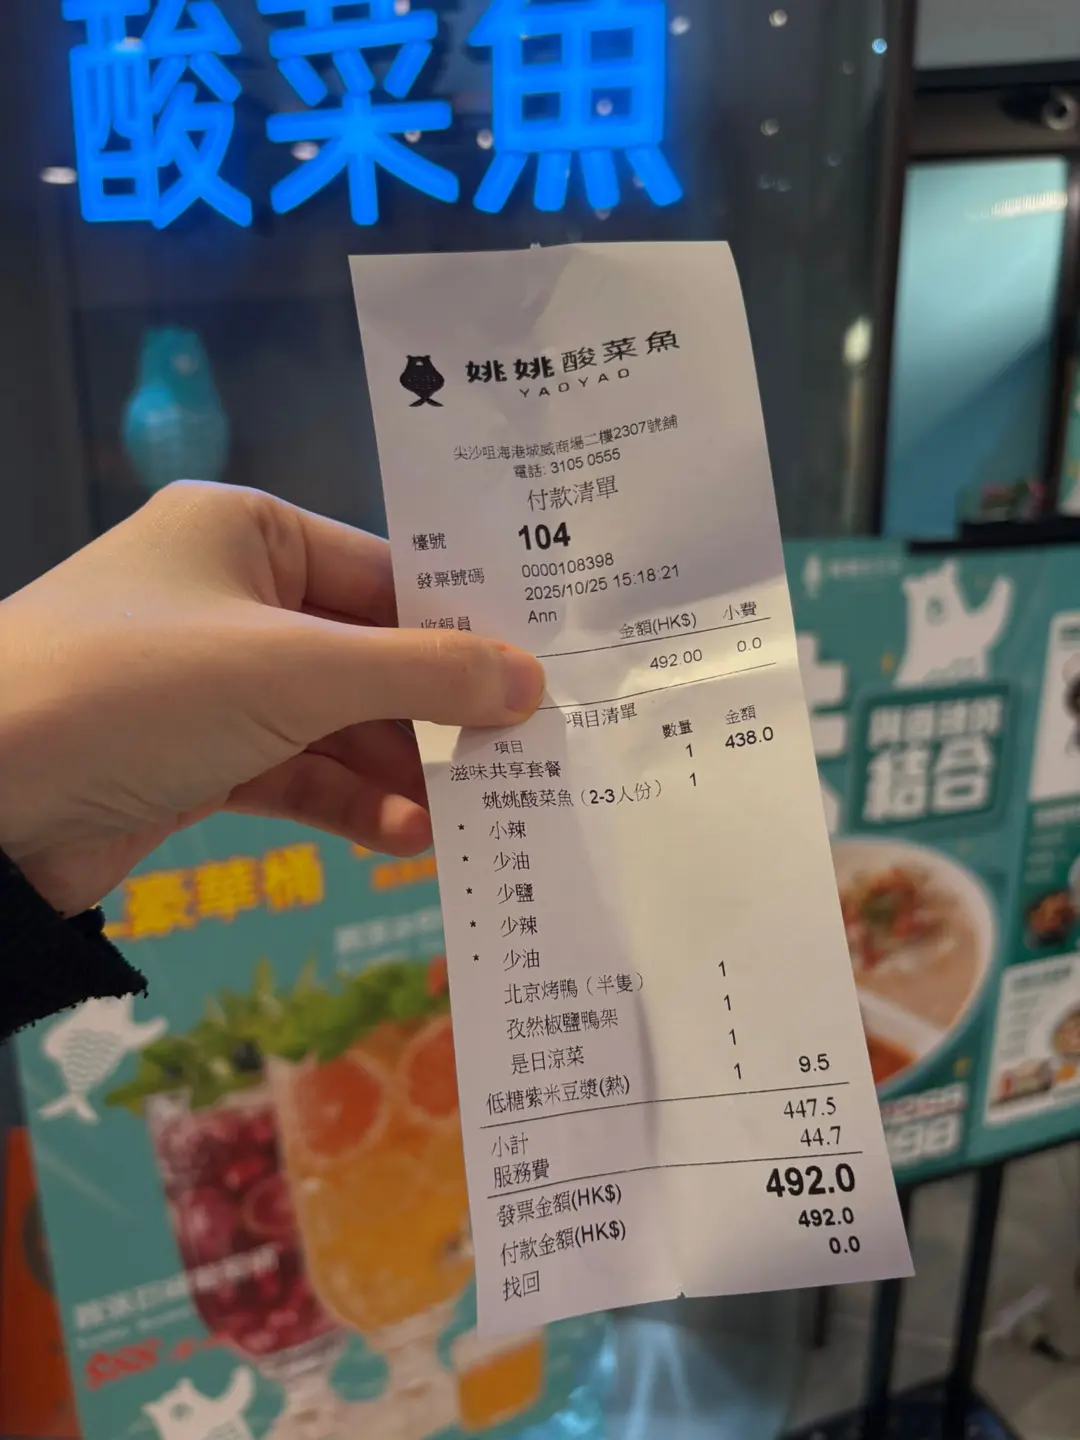 酸菜魚
姚姚酸菜魚
YAOYAO
尖沙咀海港城威商場二樓2307號舖
電話: 3105 0555
付款清單
檯號 104
發票號碼 0000108398
2025/10/25 15:18:21
收銀員 Ann
金額(HK$) 小費
492.00 0.0
項目清單
項目 數量 金額
滋味共享套餐 1 438.0
姚姚酸菜魚(2-3人份) 1
* 小辣
* 少油
* 少鹽
* 少辣
* 少油
北京烤鴨(半隻) 1
孜然椒鹽鴨架 1
是日涼菜 1
低糖紫米豆漿(熱) 1 9.5
小計 447.5
服務費 44.7
發票金額(HK$) 492.0
付款金額(HK$) 492.0
找回 0.0
豪華桶
結合